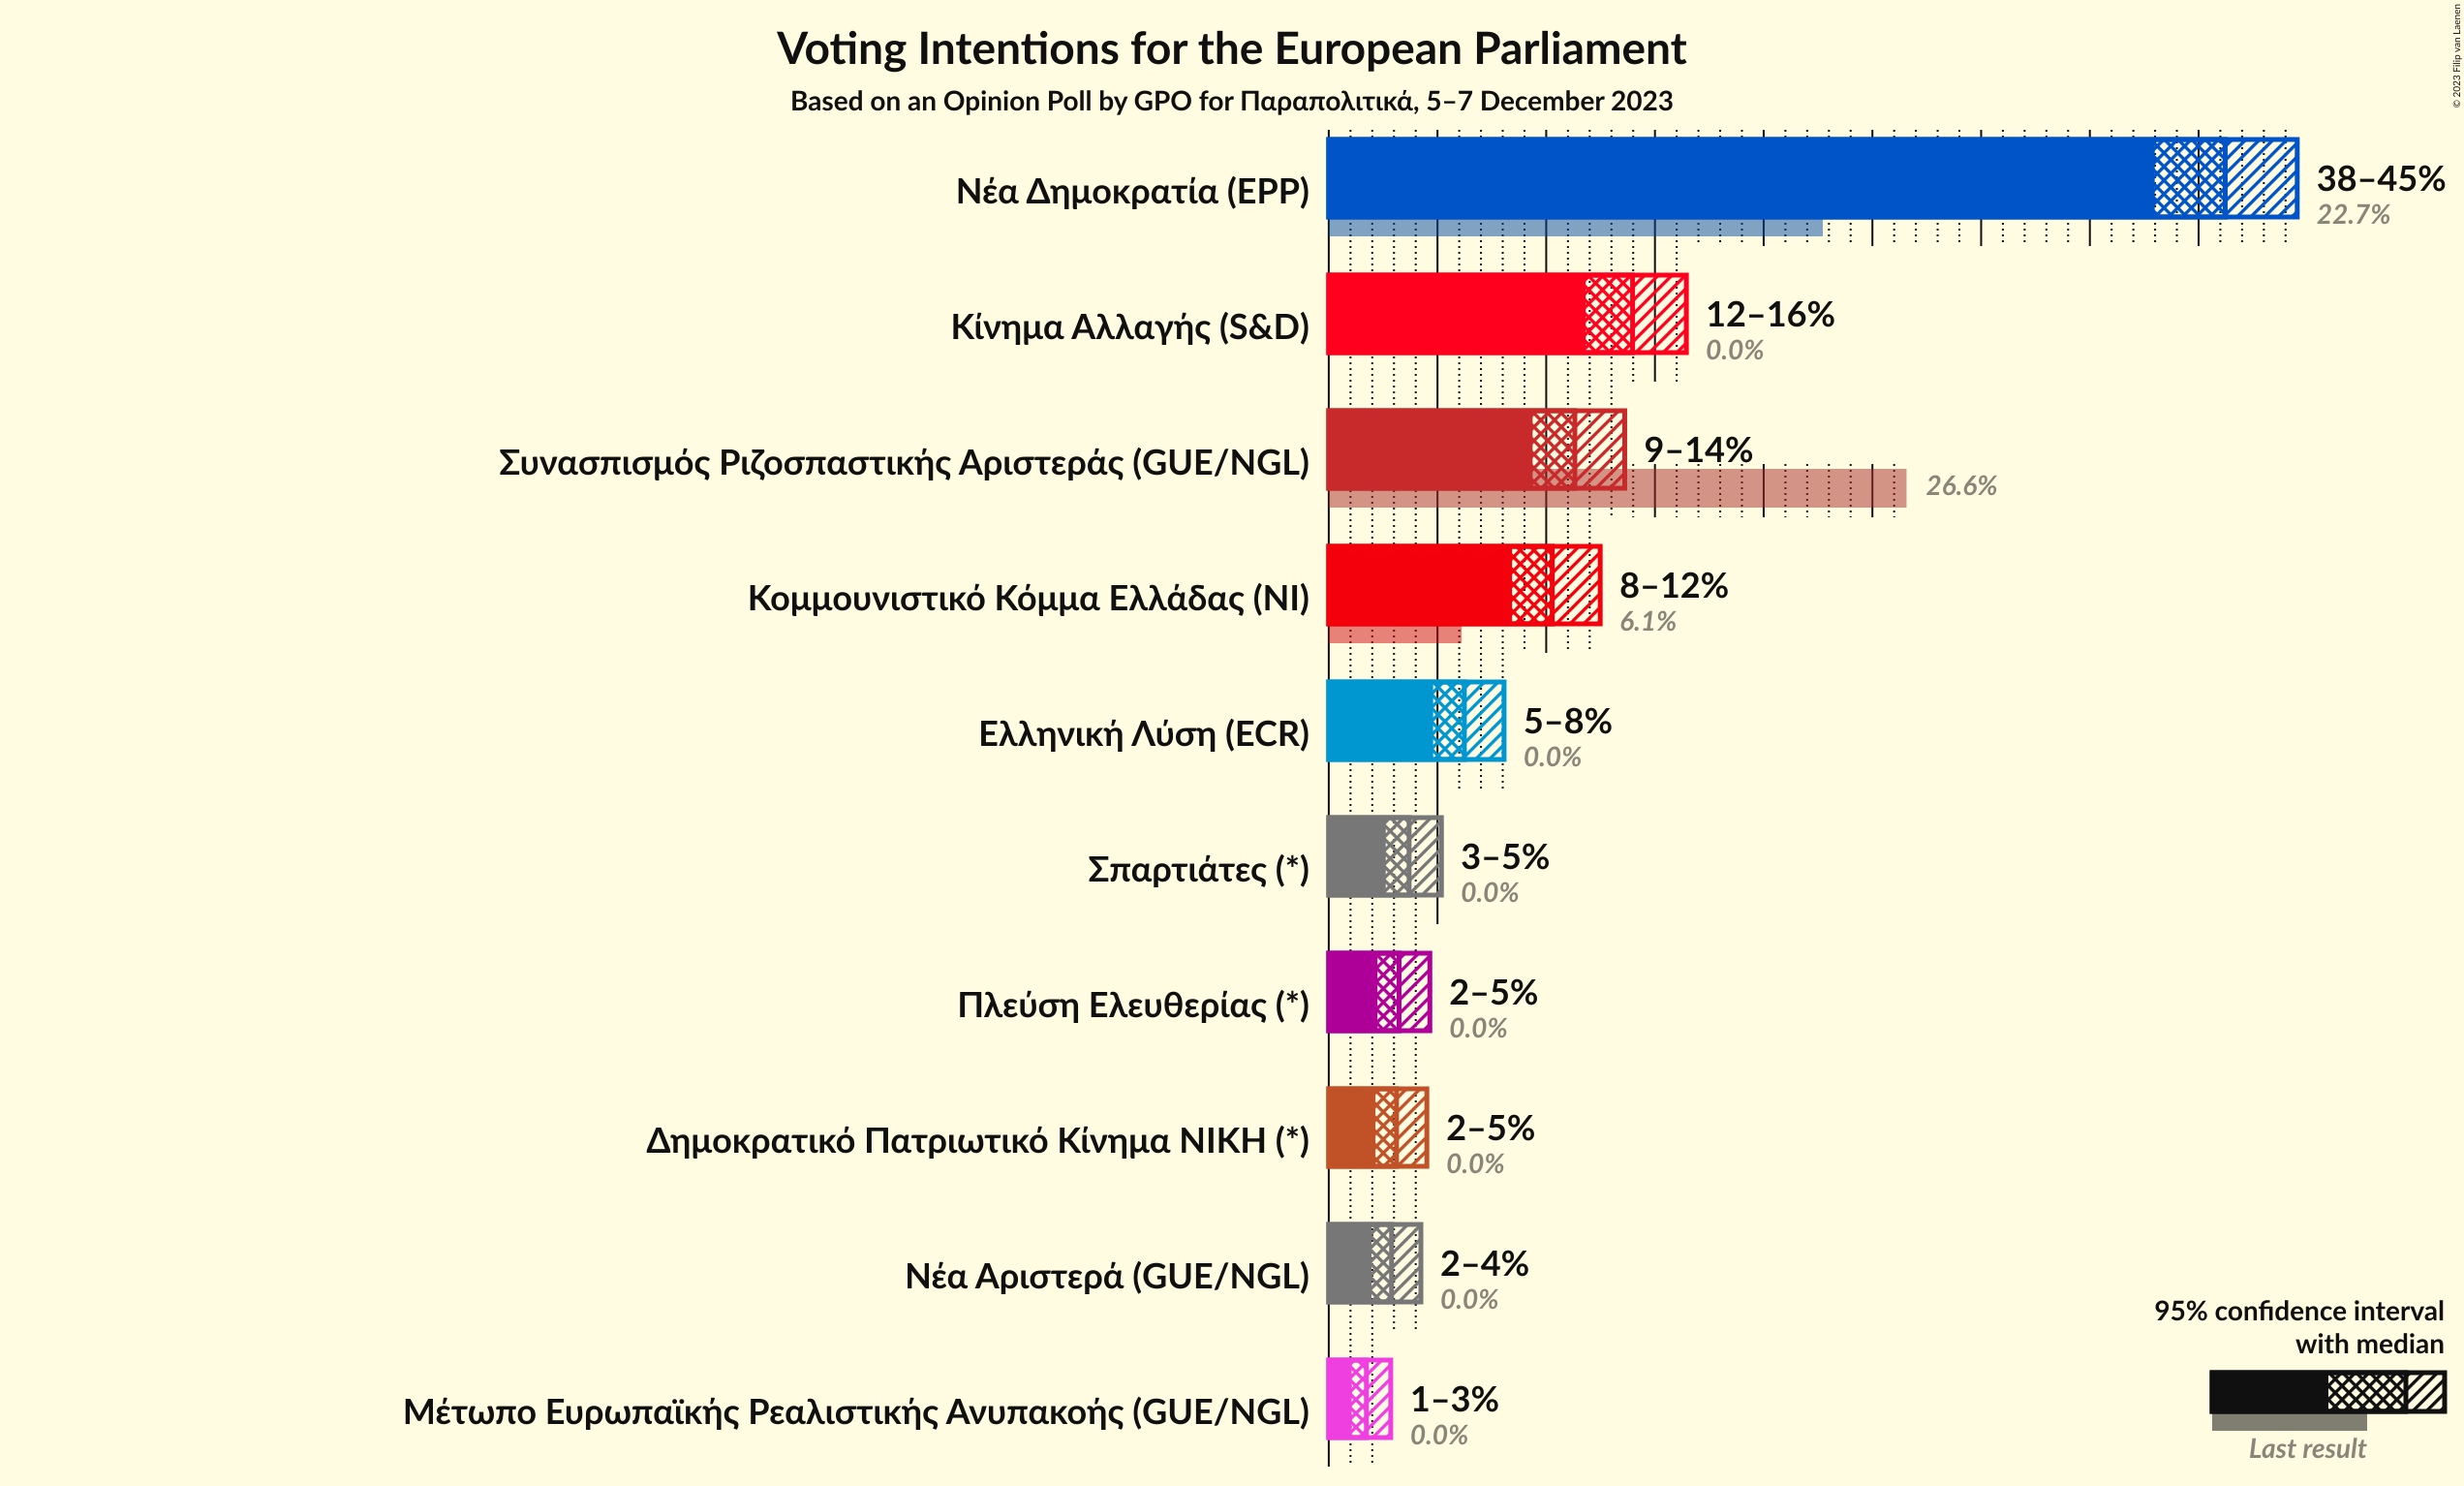 © 2023 Filip van Laenen
Voting Intentions for the European Parliament
Based on an Opinion Poll by GPO for Παραπολιτικά, 5–7 December 2023
Νέα Δημοκρατία (EPP)
38–45%
22.7%
Κίνημα Αλλαγής (S&D)
12–16%
0.0%
Συνασπισμός Ριζοσπαστικής Αριστεράς (GUE/NGL)
9–14%
26.6%
Κομμουνιστικό Κόμμα Ελλάδας (NI)
8–12%
6.1%
Ελληνική Λύση (ECR)
5–8%
0.0%
Σπαρτιάτες (*)
3–5%
0.0%
Πλεύση Ελευθερίας (*)
2–5%
0.0%
Δημοκρατικό Πατριωτικό Κίνημα ΝΙΚΗ (*)
2–5%
0.0%
Νέα Αριστερά (GUE/NGL)
2–4%
0.0%
Μέτωπο Ευρωπαϊκής Ρεαλιστικής Ανυπακοής (GUE/NGL)
1–3%
0.0%
95% confidence interval
with median
Last result